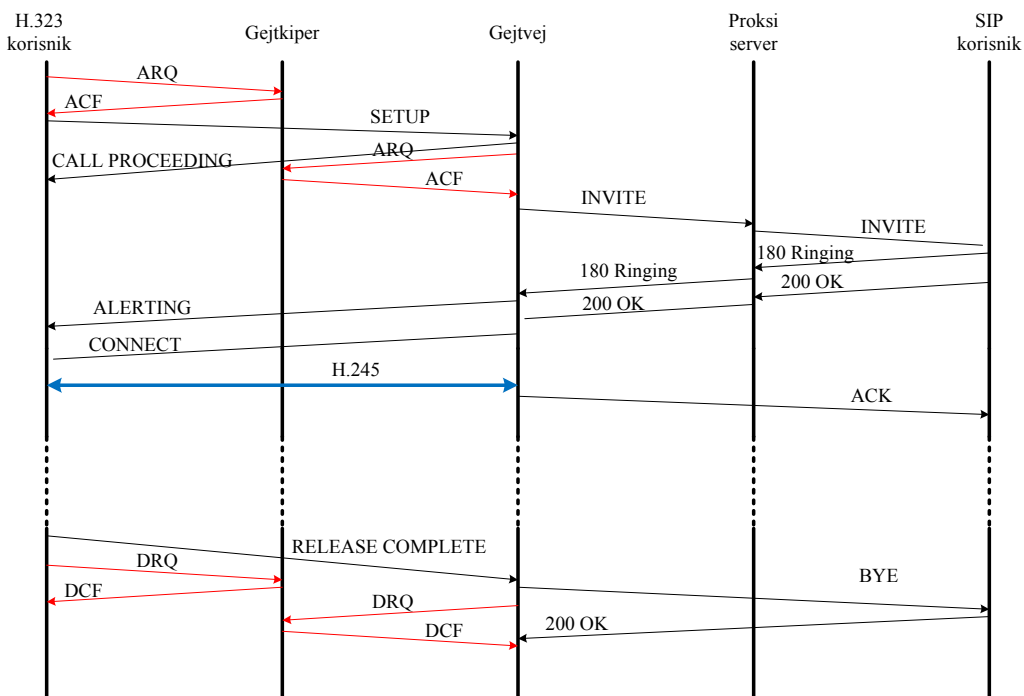 H.323
korisnik
Gejtkiper
Gejtvej
Proksi
server
SIP
korisnik
ARQ
ACF
SETUP
CALL PROCEEDING
ARQ
ACF
INVITE
INVITE
180 Ringing
180 Ringing
200 OK
200 OK
ALERTING
CONNECT
H.245
ACK
RELEASE COMPLETE
DRQ
DCF
BYE
DRQ
200 OK
DCF